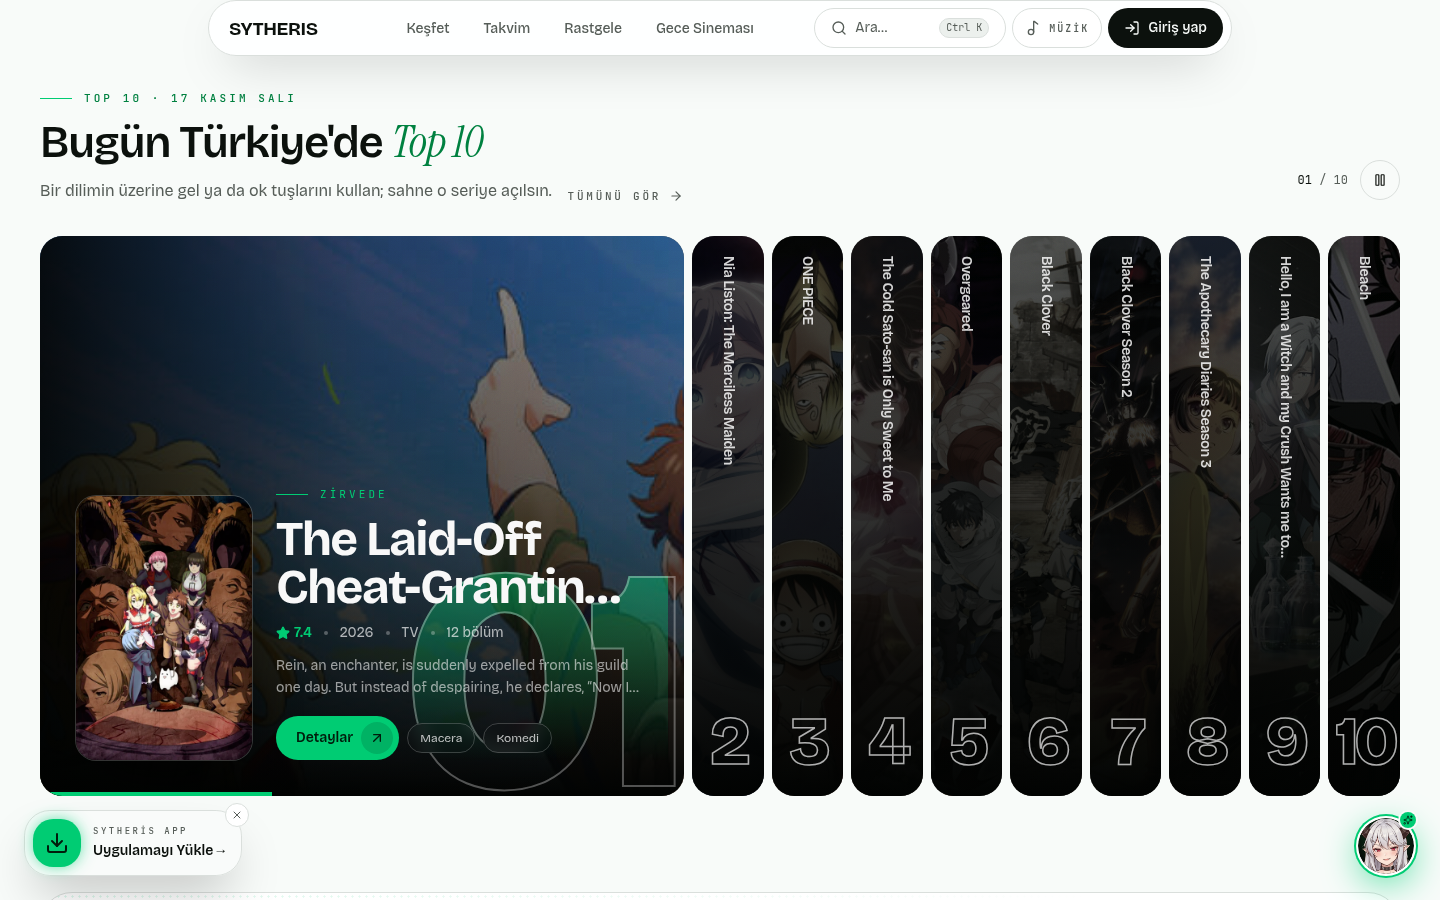 SYTHERIS
Keşfet
Takvim
Rastgele
Gece Sineması
Ara...
Ctrl K
MÜZİK
Giriş yap
TOP 10 · 17 KASIM SALI
Bugün Türkiye'de Top 10
Bir dilimin üzerine gel ya da ok tuşlarını kullan; sahne o seriye açılsın.
TÜMÜNÜ GÖR →
01 / 10
ZİRVEDE
The Laid-Off
Cheat-Grantin...
7.4 • 2026 • TV • 12 bölüm
Rein, an enchanter, is suddenly expelled from his guild
one day. But instead of despairing, he declares, "Now I...
Detaylar
Macera
Komedi
01
Nia Liston: The Merciless Maiden
2
ONE PIECE
3
The Cold Sato-san is Only Sweet to Me
4
Overgeared
5
Black Clover
6
Black Clover Season 2
7
The Apothecary Diaries Season 3
8
Hello, I am a Witch and my Crush Wants me to...
9
Bleach
10
SYTHERİS APP
Uygulamayı Yükle→